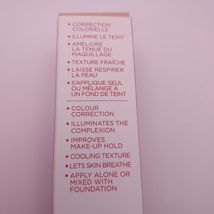 • CORRECTION
COLORIELLE
• ILLUMINE LE TEINT
• AMÉLIORE
LA TENUE DU
MAQUILLAGE
• TEXTURE FRAÎCHE
• LAISSE RESPIRER
LA PEAU
• S'APPLIQUE SEUL
OU MÉLANGÉ À
UN FOND DE TEINT
• COLOUR
CORRECTION
• ILLUMINATES THE
COMPLEXION
• IMPROVES
MAKE-UP HOLD
• COOLING TEXTURE
• LETS SKIN BREATHE
• APPLY ALONE OR
MIXED WITH
FOUNDATION